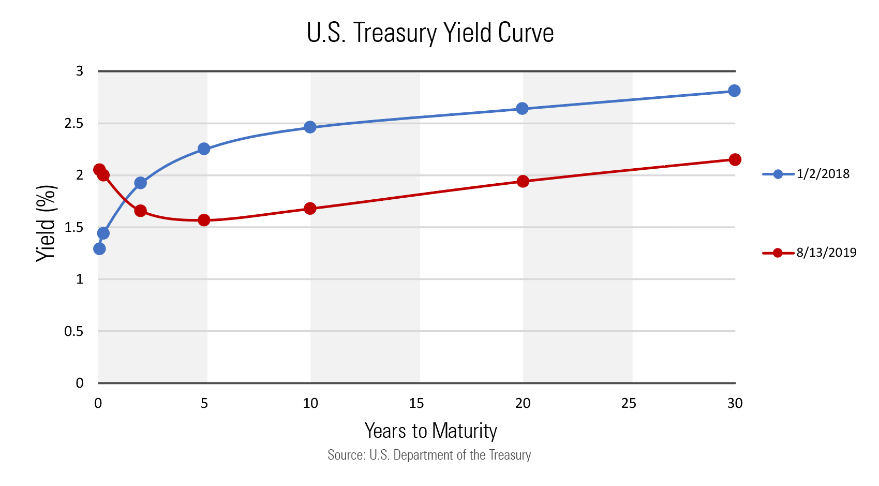 U.S. Treasury Yield Curve
3
2.5
2
1.5
1
0.5
0
Yield (%)
0 5 10 15 20 25 30
Years to Maturity
Source: U.S. Department of the Treasury
1/2/2018
8/13/2019